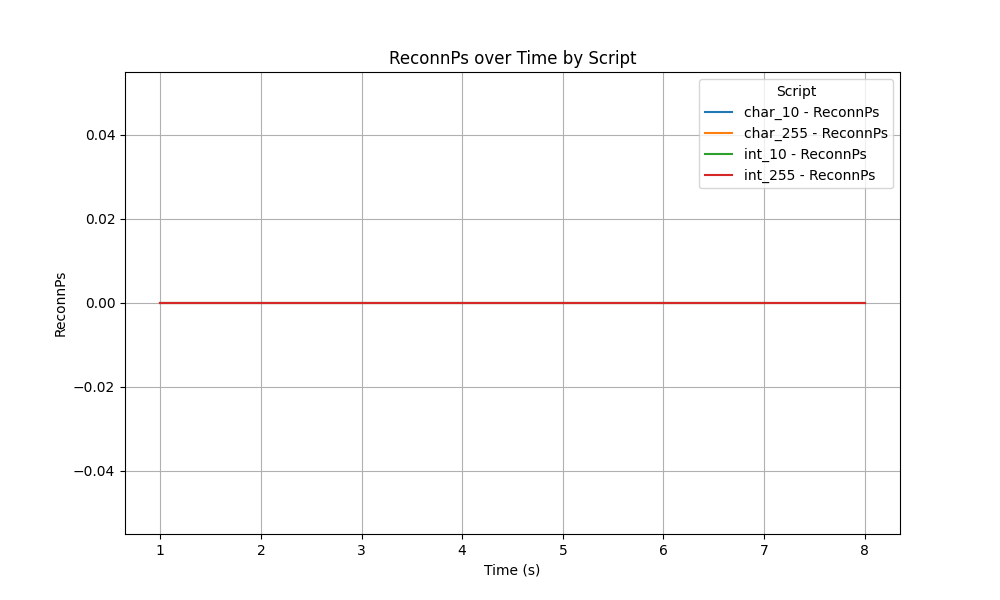 ReconnPs over Time by Script
Script
char_10 - ReconnPs
char_255 - ReconnPs
int_10 - ReconnPs
int_255 - ReconnPs
0.04
0.02
0.00
−0.02
−0.04
ReconnPs
1 2 3 4 5 6 7 8
Time (s)